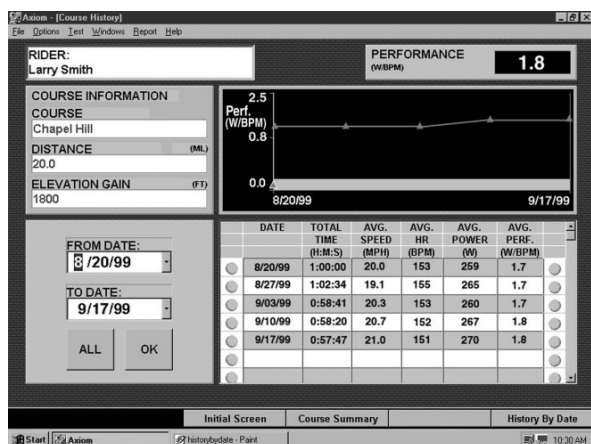 Axiom - [Course History]
File Options Test Windows Report Help
RIDER:
Larry Smith
PERFORMANCE
(W/BPM)
1.8
COURSE INFORMATION
COURSE
Chapel Hill
DISTANCE (ML)
20.0
ELEVATION GAIN (FT)
1800
2.5
Perf.
(W/BPM)
0.8
0.0
8/20/99 9/17/99
FROM DATE:
8 /20/99
TO DATE:
9/17/99
ALL OK
DATE TOTAL AVG. AVG. AVG. AVG.
TIME SPEED HR POWER PERF.
(H:M:S) (MPH) (BPM) (W) (W/BPM)
8/20/99 1:00:00 20.0 153 259 1.7
8/27/99 1:02:34 19.1 155 265 1.7
9/03/99 0:58:41 20.3 153 260 1.7
9/10/99 0:58:20 20.7 152 267 1.8
9/17/99 0:57:47 21.0 151 270 1.8
Initial Screen Course Summary History By Date
Start Axiom historybydate - Paint 10:30 AM